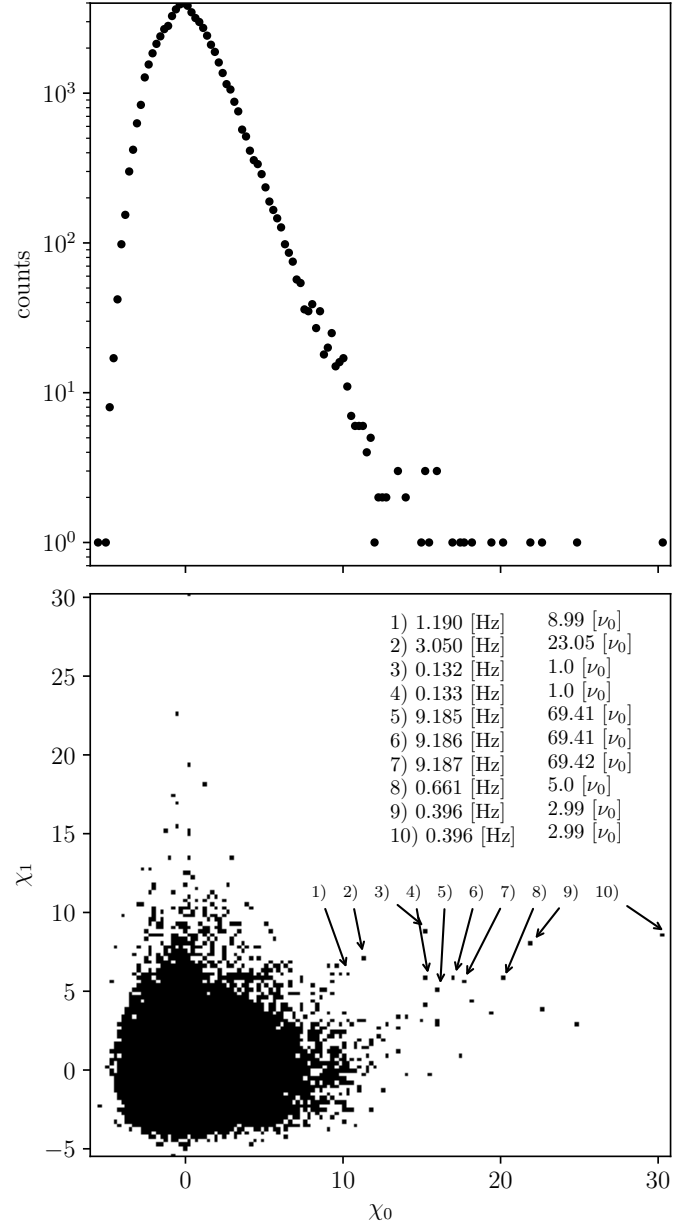 10³
10²
10¹
10⁰
counts
30
25
20
15
10
5
0
−5
χ₁
1) 1.190 [Hz] 8.99 [ν₀]
2) 3.050 [Hz] 23.05 [ν₀]
3) 0.132 [Hz] 1.0 [ν₀]
4) 0.133 [Hz] 1.0 [ν₀]
5) 9.185 [Hz] 69.41 [ν₀]
6) 9.186 [Hz] 69.41 [ν₀]
7) 9.187 [Hz] 69.42 [ν₀]
8) 0.661 [Hz] 5.0 [ν₀]
9) 0.396 [Hz] 2.99 [ν₀]
10) 0.396 [Hz] 2.99 [ν₀]
1) 2) 3) 4) 5) 6) 7) 8) 9) 10)
0 10 20 30
χ₀